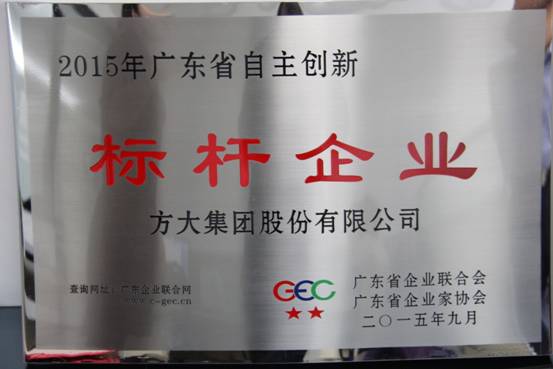 2015年广东省自主创新
标杆企业
方大集团股份有限公司
查询网址：广东企业联合网
www.c-gec.cn
GEC
广东省企业联合会
广东省企业家协会
二〇一五年九月